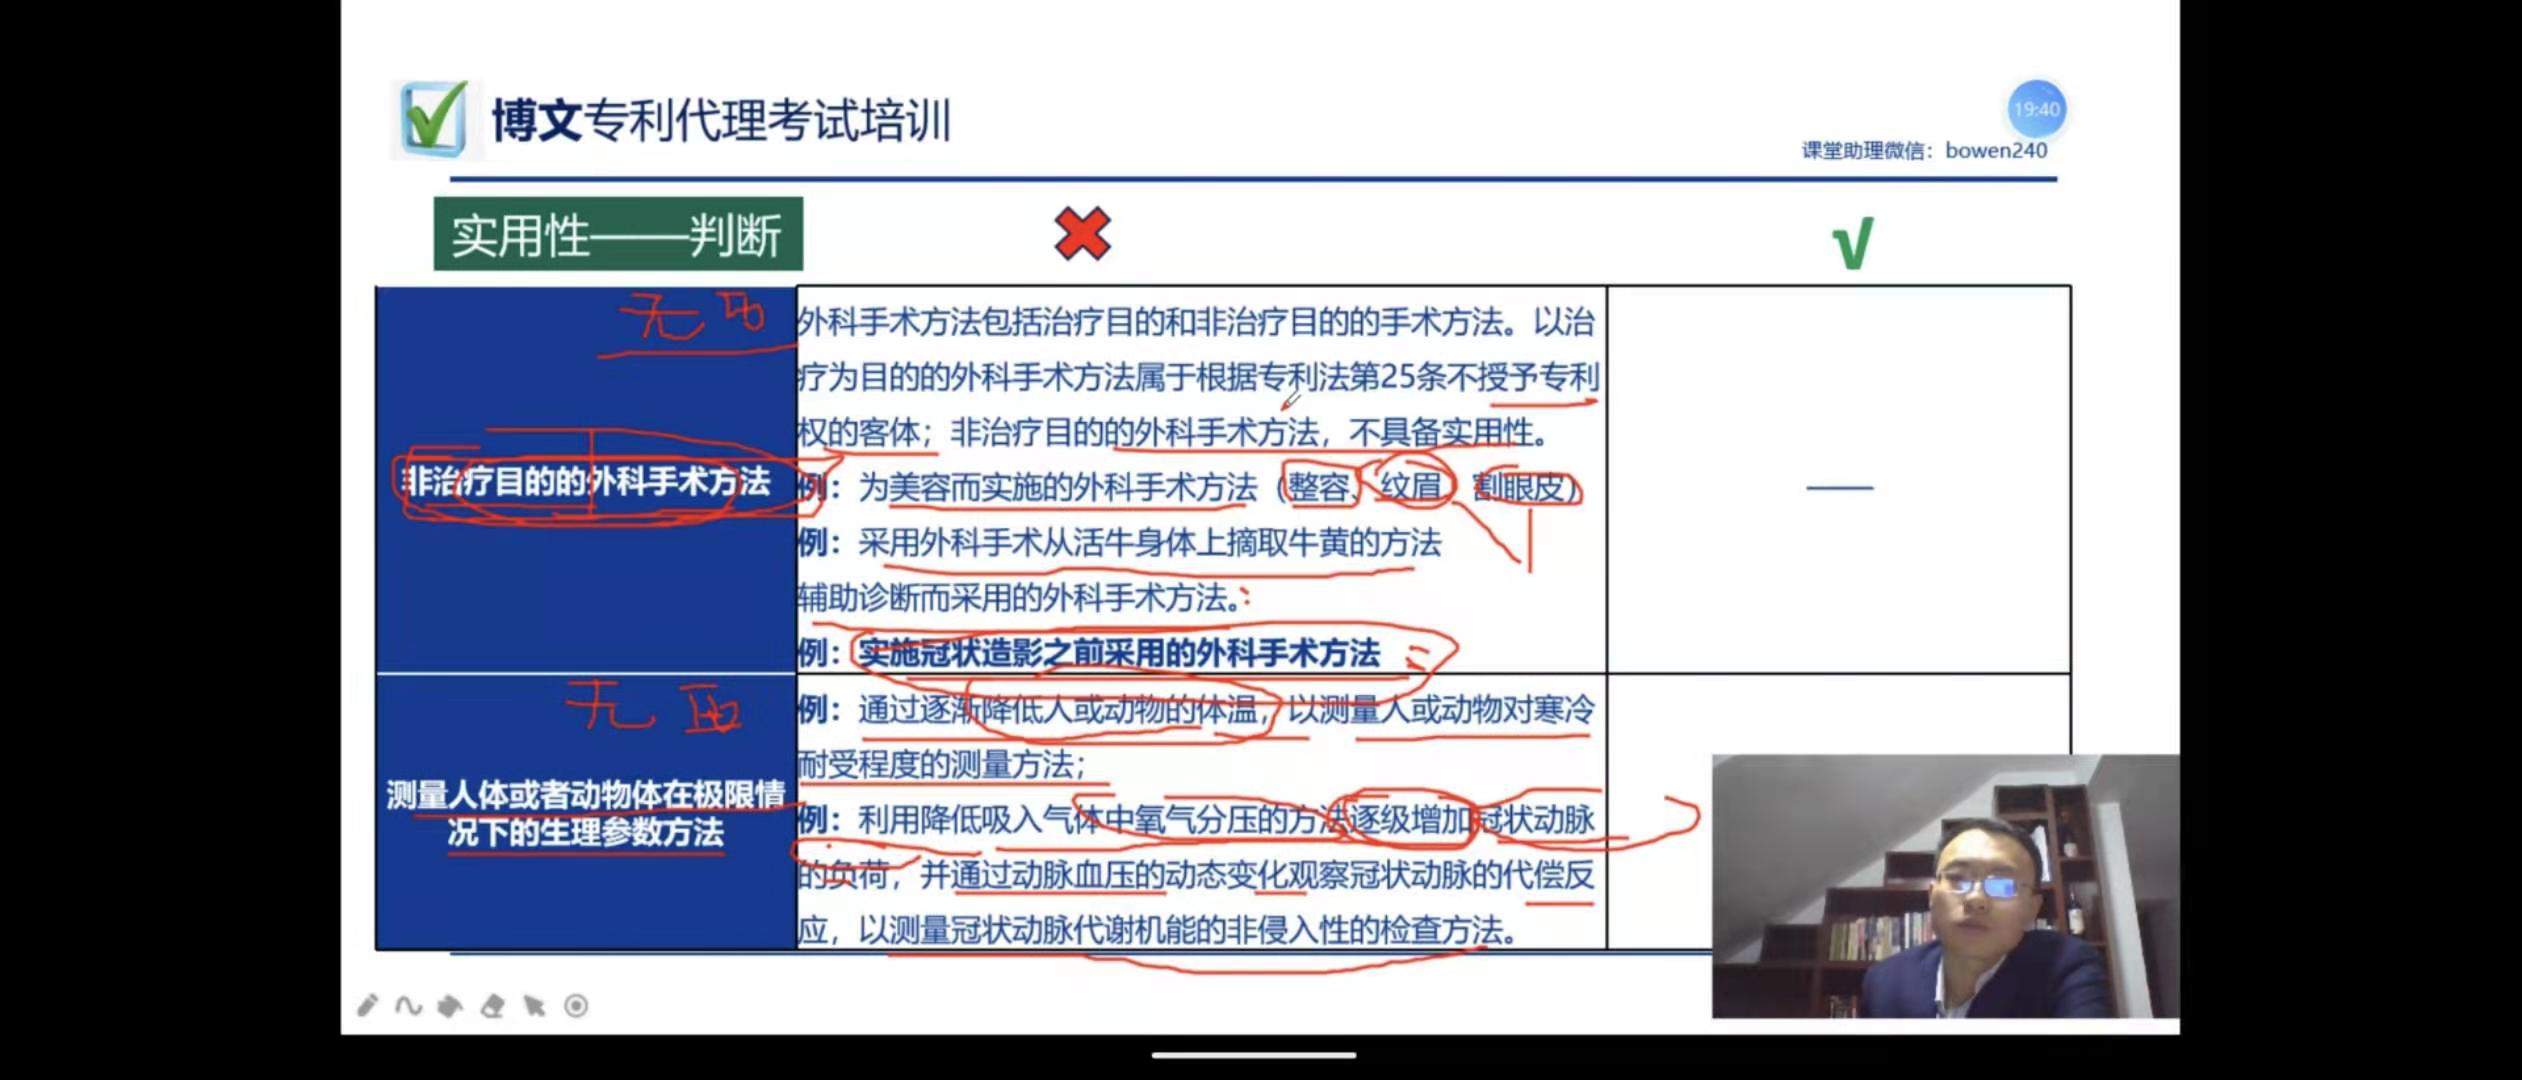 博文专利代理考试培训
19:40
课堂助理微信：bowen240
实用性——判断
无
外科手术方法包括治疗目的和非治疗目的的手术方法。以治
疗为目的的外科手术方法属于根据专利法第25条不授予专利
权的客体；非治疗目的的外科手术方法，不具备实用性。
非治疗目的的外科手术方法
例：为美容而实施的外科手术方法（整容、纹眉、割眼皮）
例：采用外科手术从活牛身体上摘取牛黄的方法
辅助诊断而采用的外科手术方法。
例：实施冠状造影之前采用的外科手术方法
无
例：通过逐渐降低人或动物的体温，以测量人或动物对寒冷
耐受程度的测量方法；
测量人体或者动物体在极限情
况下的生理参数方法
例：利用降低吸入气体中氧气分压的方法逐级增加冠状动脉
的负荷，并通过动脉血压的动态变化观察冠状动脉的代偿反
应，以测量冠状动脉代谢机能的非侵入性的检查方法。